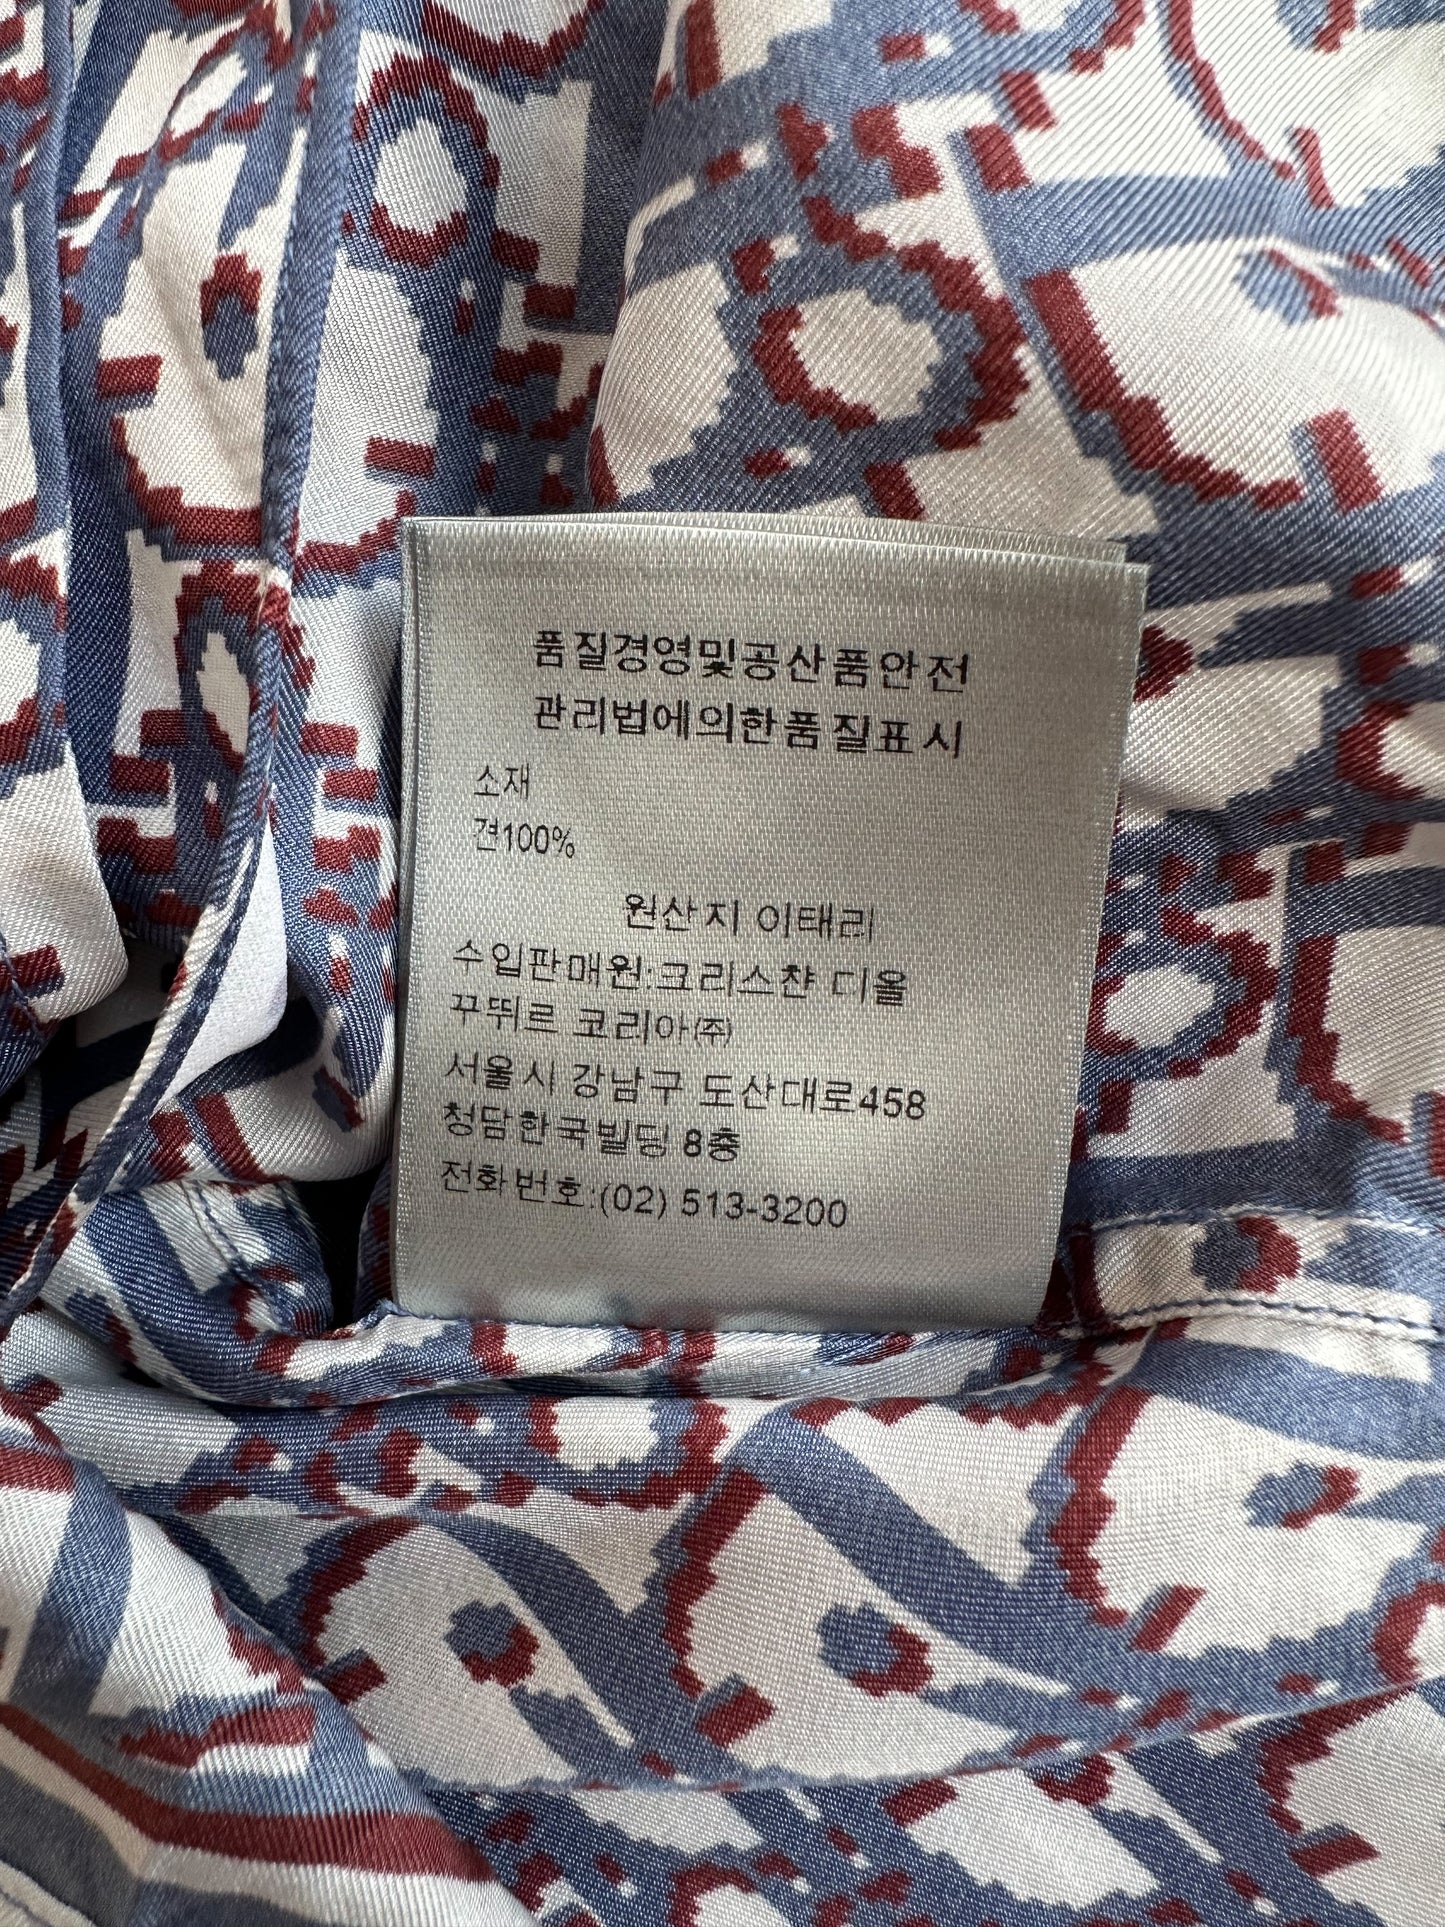 품질경영및공산품안전
관리법에의한품질표시
소재
견100%
원산지 이태리
수입판매원:크리스챤 디올
꾸뛰르 코리아(주)
서울시 강남구 도산대로458
청담한국빌딩 8층
전화번호:(02) 513-3200